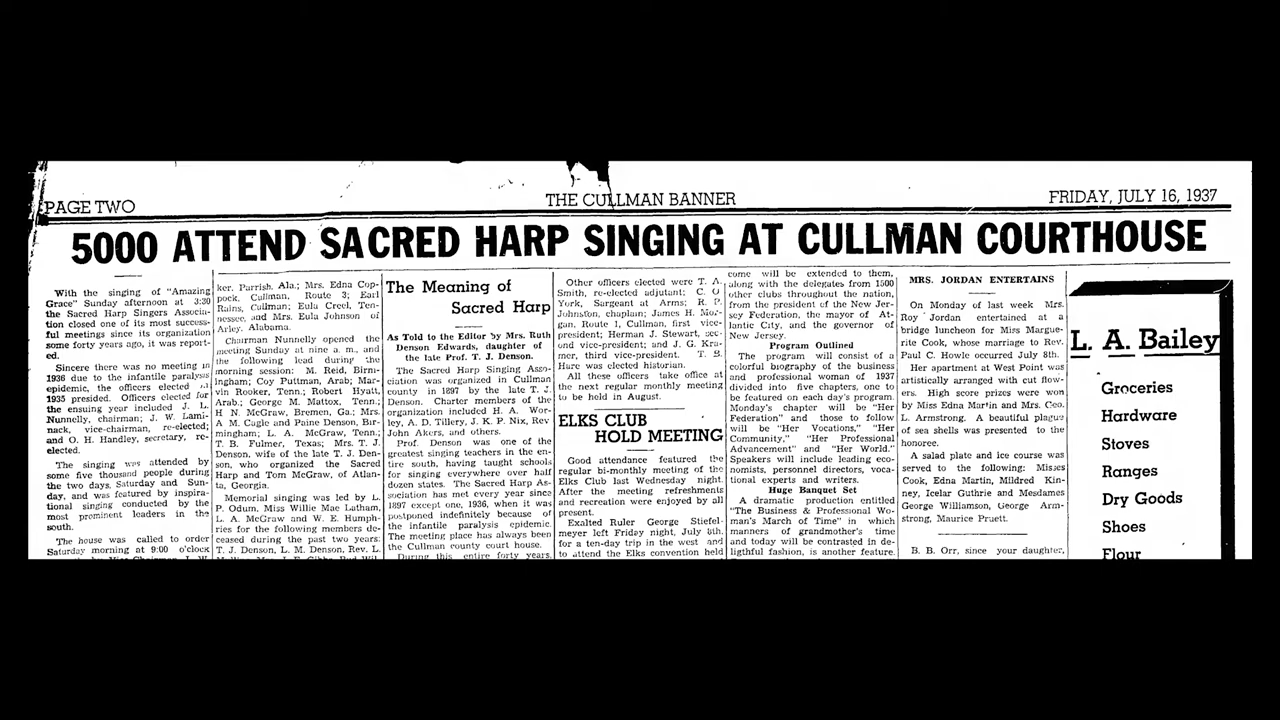 PAGE TWO
THE CULLMAN BANNER
FRIDAY, JULY 16, 1937
5000 ATTEND SACRED HARP SINGING AT CULLMAN COURTHOUSE
With the singing of "Amazing
Grace" Sunday afternoon at 3:30
the Sacred Harp Singers Associa-
tion closed one of its most success-
ful meetings since its organization
some forty years ago, it was report-
ed.
Sincere there was no meeting in
1936 due to the infantile paralysis
epidemic, the officers elected in
1935 presided. Officers elected for
the ensuing year included J. L.
Nunnelly, chairman; J. W. Lami-
nack, vice-chairman, re-elected;
and O. H. Handley, secretary, re-
elected.
The singing was attended by
some five thousand people during
the two days, Saturday and Sun-
day, and was featured by inspira-
tional singing conducted by the
most prominent leaders in the
south.
The house was called to order
Saturday morning at 9:00 o'clock
ker, Parrish, Ala.; Mrs. Edna Cop-
pock, Cullman, Route 3; Earl
Rains, Cullman; Eula Creel, Ten-
nessee, and Mrs. Eula Johnson of
Arley, Alabama.
Chairman Nunnelly opened the
meeting Sunday at nine a. m., and
the following lead during the
morning session: M. Reid, Birm-
ingham; Coy Puttman, Arab; Mar-
vin Rooker, Tenn.; Robert Hyatt,
Arab.; George M. Mattox, Tenn.;
H N. McGraw, Bremen, Ga.; Mrs.
A M. Cagle and Paine Denson, Bir-
mingham; L. A. McGraw, Tenn.;
T. B. Fulmer, Texas; Mrs. T. J.
Denson, wife of the late T. J. Den-
son, who organized the Sacred
Harp and Tom McGraw, of Atlan-
ta, Georgia.
Memorial singing was led by L.
P. Odum, Miss Willie Mae Latham,
L. A. McGraw and W. E. Humph-
ries for the following members de-
ceased during the past two years:
T. J. Denson, L. M. Denson, Rev. L.
The Meaning of
Sacred Harp
As Told to the Editor by Mrs. Ruth
Denson Edwards, daughter of
the late Prof. T. J. Denson.
The Sacred Harp Singing Asso-
ciation was organized in Cullman
county in 1897 by the late T. J.
Denson. Charter members of the
organization included H. A. Wor-
ley, A. D. Tillery, J. K. P. Nix, Rev
John Akers, and others.
Prof. Denson was one of the
greatest singing teachers in the en-
tire south, having taught schools
for singing everywhere over half
dozen states. The Sacred Harp As-
sociation has met every year since
1897 except one, 1936, when it was
postponed indefinitely because of
the infantile paralysis epidemic.
The meeting place has always been
the Cullman county court house.
During this entire forty years,
Other officers elected were T. A.
Smith, re-elected adjutant; C. O
York, Sergeant at Arms; R. P.
Johnston, chaplain; James H. Mor-
gan, Route 1, Cullman, first vice-
president; Herman J. Stewart, sec-
ond vice-president; and J. G. Kra-
mer, third vice-president. T. B.
Hure was elected historian.
All these officers take office at
the next regular monthly meeting
to be held in August.
ELKS CLUB
HOLD MEETING
Good attendance featured the
regular bi-monthly meeting of the
Elks Club last Wednesday night.
After the meeting refreshments
and recreation were enjoyed by all
present.
Exalted Ruler George Stiefel-
meyer left Friday night, July 8th,
for a ten-day trip in the west and
to attend the Elks convention held
come will be extended to them,
along with the delegates from 1500
other clubs throughout the nation,
from the president of the New Jer-
sey Federation, the mayor of At-
lantic City, and the governor of
New Jersey.
Program Outlined
The program will consist of a
colorful biography of the business
and professional woman of 1937
divided into five chapters, one to
be featured on each day's program.
Monday's chapter will be "Her
Federation" and those to follow
will be "Her Vocations," "Her
Community," "Her Professional
Advancement" and "Her World."
Speakers will include leading eco-
nomists, personnel directors, voca-
tional experts and writers.
Huge Banquet Set
A dramatic production entitled
"The Business & Professional Wo-
man's March of Time" in which
manners of grandmother's time
and today will be contrasted in de-
ligthful fashion, is another feature.
MRS. JORDAN ENTERTAINS
On Monday of last week Mrs.
Roy Jordan entertained at a
bridge luncheon for Miss Margue-
rite Cook, whose marriage to Rev.
Paul C. Howle occurred July 8th.
Her apartment at West Point was
artistically arranged with cut flow-
ers. High score prizes were won
by Miss Edna Martin and Mrs. Geo.
L. Armstrong. A beautiful plaque
of sea shells was presented to the
honoree.
A salad plate and ice course was
served to the following: Misses
Cook, Edna Martin, Mildred Kin-
ney, Icelar Guthrie and Mesdames
George Williamson, George Arm-
strong, Maurice Pruett.
B. B. Orr, since your daughter,
L. A. Bailey
Groceries
Hardware
Stoves
Ranges
Dry Goods
Shoes
Flour